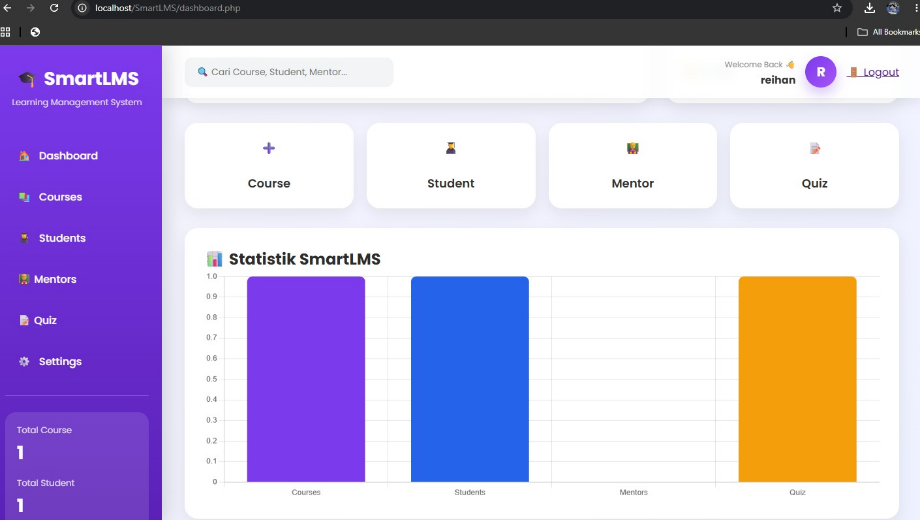 localhost/SmartLMS/dashboard.php
All Bookmarks
SmartLMS
Learning Management System
Dashboard
Courses
Students
Mentors
Quiz
Settings
Total Course
1
Total Student
1
Cari Course, Student, Mentor...
Welcome Back
reihan
R
Logout
Course
Student
Mentor
Quiz
Statistik SmartLMS
1.0
0.9
0.8
0.7
0.6
0.5
0.4
0.3
0.2
0.1
0
Courses
Students
Mentors
Quiz